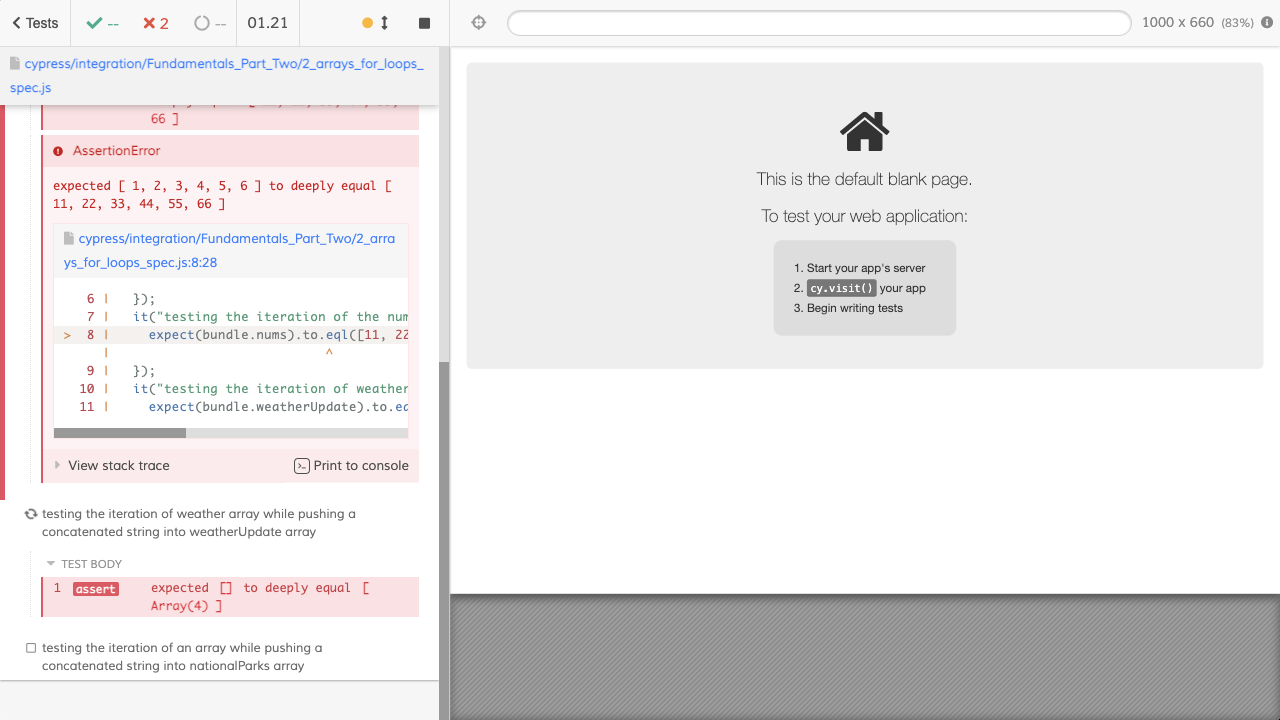 Tests
--
2
--
01.21
1000 x 660 (83%)
cypress/integration/Fundamentals_Part_Two/2_arrays_for_loops_
spec.js
66 ]
AssertionError
expected [ 1, 2, 3, 4, 5, 6 ] to deeply equal [
11, 22, 33, 44, 55, 66 ]
cypress/integration/Fundamentals_Part_Two/2_arra
ys_for_loops_spec.js:8:28
6 | });
7 | it("testing the iteration of the num
> 8 | expect(bundle.nums).to.eql([11, 22
| ^
9 | });
10 | it("testing the iteration of weather
11 | expect(bundle.weatherUpdate).to.eq
View stack trace
Print to console
testing the iteration of weather array while pushing a
concatenated string into weatherUpdate array
TEST BODY
1 assert expected [] to deeply equal [
Array(4) ]
testing the iteration of an array while pushing a
concatenated string into nationalParks array
This is the default blank page.
To test your web application:
1. Start your app's server
2. cy.visit() your app
3. Begin writing tests